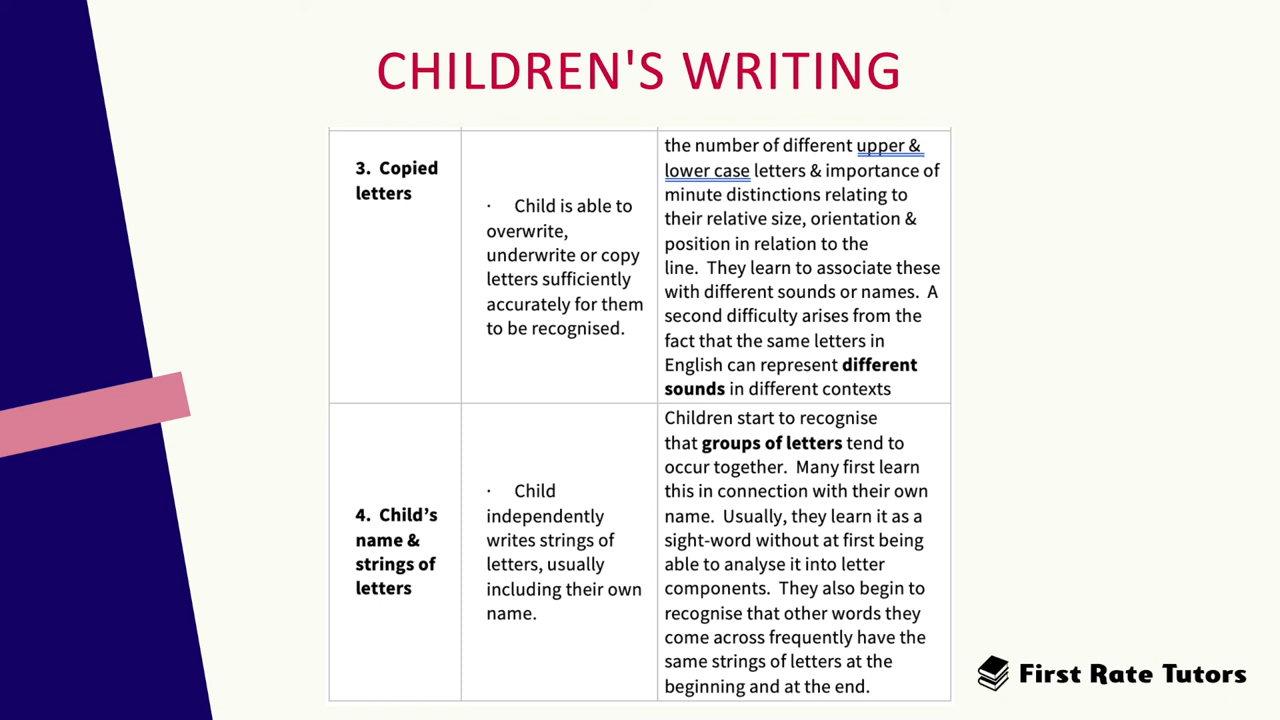 CHILDREN'S WRITING
3. Copied
letters
· Child is able to
overwrite,
underwrite or copy
letters sufficiently
accurately for them
to be recognised.
the number of different upper &
lower case letters & importance of
minute distinctions relating to
their relative size, orientation &
position in relation to the
line. They learn to associate these
with different sounds or names. A
second difficulty arises from the
fact that the same letters in
English can represent different
sounds in different contexts
4. Child’s
name &
strings of
letters
· Child
independently
writes strings of
letters, usually
including their own
name.
Children start to recognise
that groups of letters tend to
occur together. Many first learn
this in connection with their own
name. Usually, they learn it as a
sight-word without at first being
able to analyse it into letter
components. They also begin to
recognise that other words they
come across frequently have the
same strings of letters at the
beginning and at the end.
First Rate Tutors